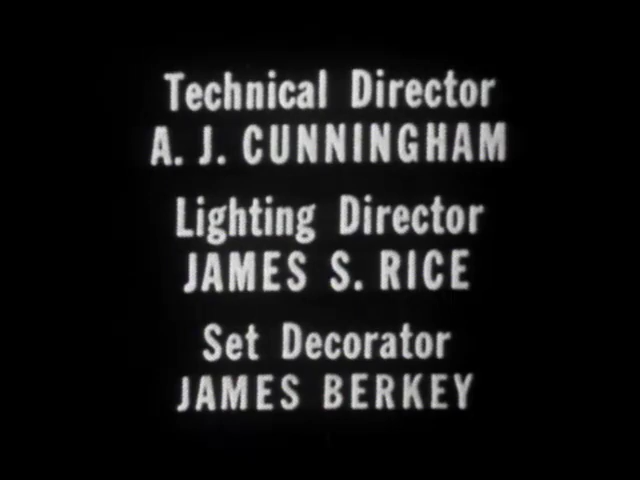 Technical Director
A. J. CUNNINGHAM
Lighting Director
JAMES S. RICE
Set Decorator
JAMES BERKEY